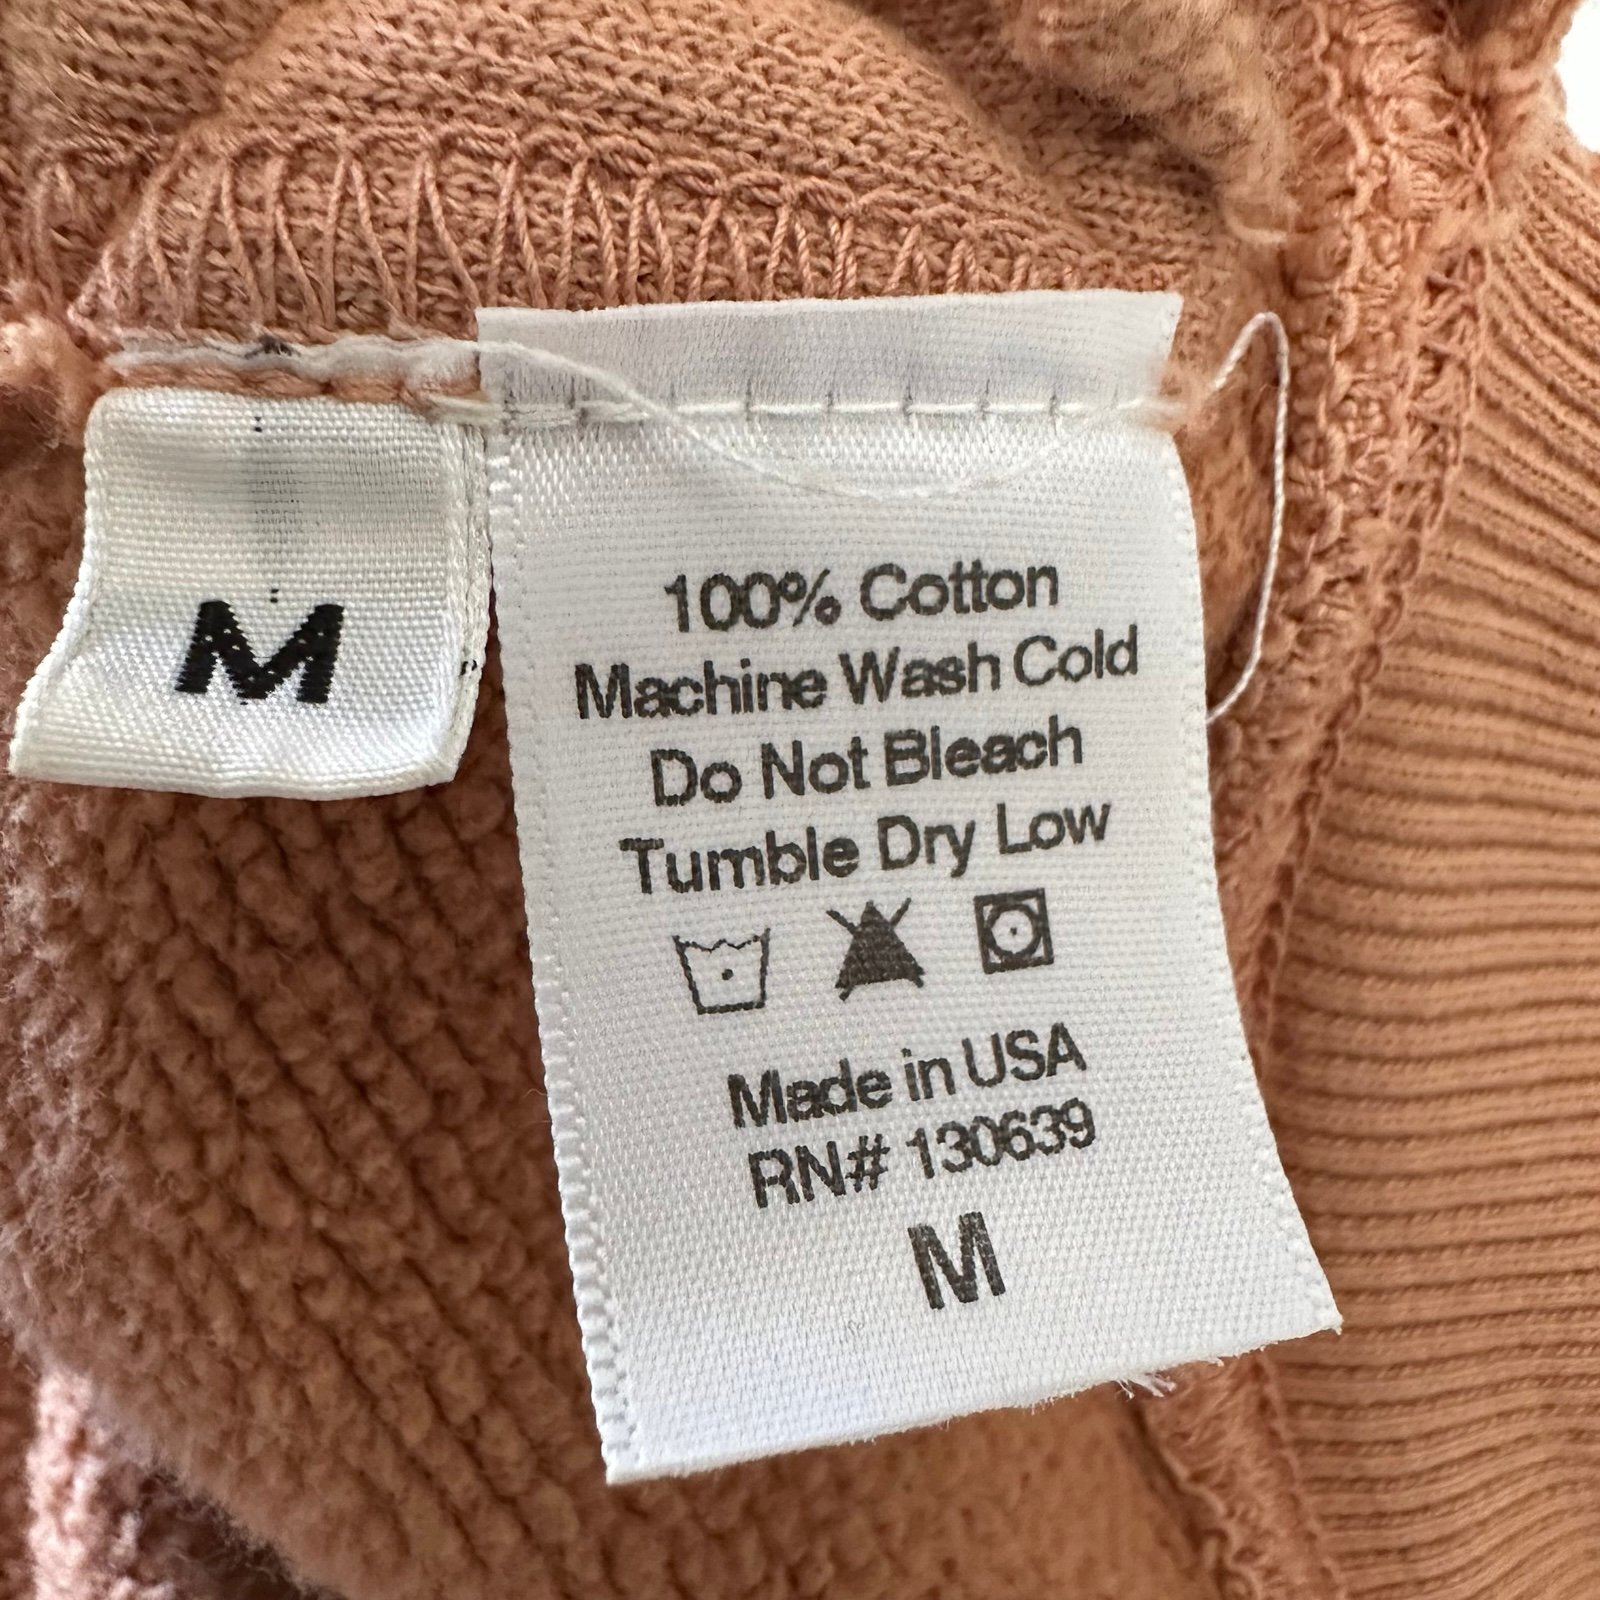 M
100% Cotton
Machine Wash Cold
Do Not Bleach
Tumble Dry Low
Made in USA
RN# 130639
M